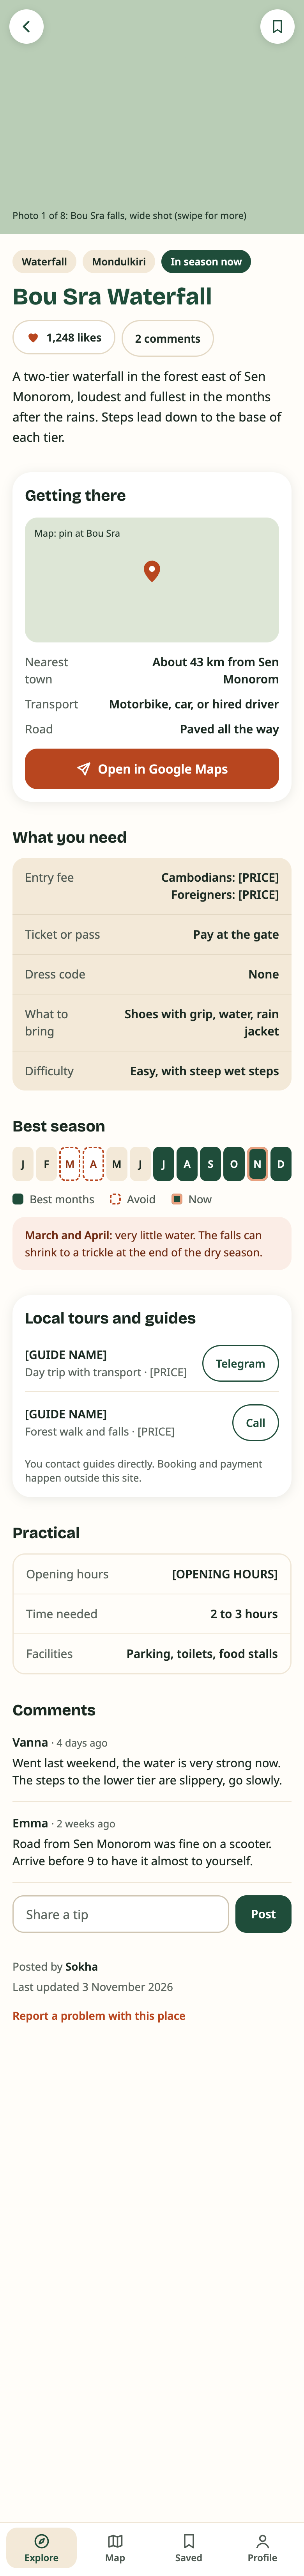 Photo 1 of 8: Bou Sra falls, wide shot (swipe for more)
Waterfall
Mondulkiri
In season now
Bou Sra Waterfall
1,248 likes
2 comments
A two-tier waterfall in the forest east of Sen
Monorom, loudest and fullest in the months
after the rains. Steps lead down to the base of
each tier.
Getting there
Map: pin at Bou Sra
Nearest
town
About 43 km from Sen
Monorom
Transport
Motorbike, car, or hired driver
Road
Paved all the way
Open in Google Maps
What you need
Entry fee
Cambodians: [PRICE]
Foreigners: [PRICE]
Ticket or pass
Pay at the gate
Dress code
None
What to
bring
Shoes with grip, water, rain
jacket
Difficulty
Easy, with steep wet steps
Best season
J F M A M J J A S O N D
Best months
Avoid
Now
March and April: very little water. The falls can
shrink to a trickle at the end of the dry season.
Local tours and guides
[GUIDE NAME]
Day trip with transport · [PRICE]
Telegram
[GUIDE NAME]
Forest walk and falls · [PRICE]
Call
You contact guides directly. Booking and payment
happen outside this site.
Practical
Opening hours
[OPENING HOURS]
Time needed
2 to 3 hours
Facilities
Parking, toilets, food stalls
Comments
Vanna · 4 days ago
Went last weekend, the water is very strong now.
The steps to the lower tier are slippery, go slowly.
Emma · 2 weeks ago
Road from Sen Monorom was fine on a scooter.
Arrive before 9 to have it almost to yourself.
Share a tip
Post
Posted by Sokha
Last updated 3 November 2026
Report a problem with this place
Explore
Map
Saved
Profile